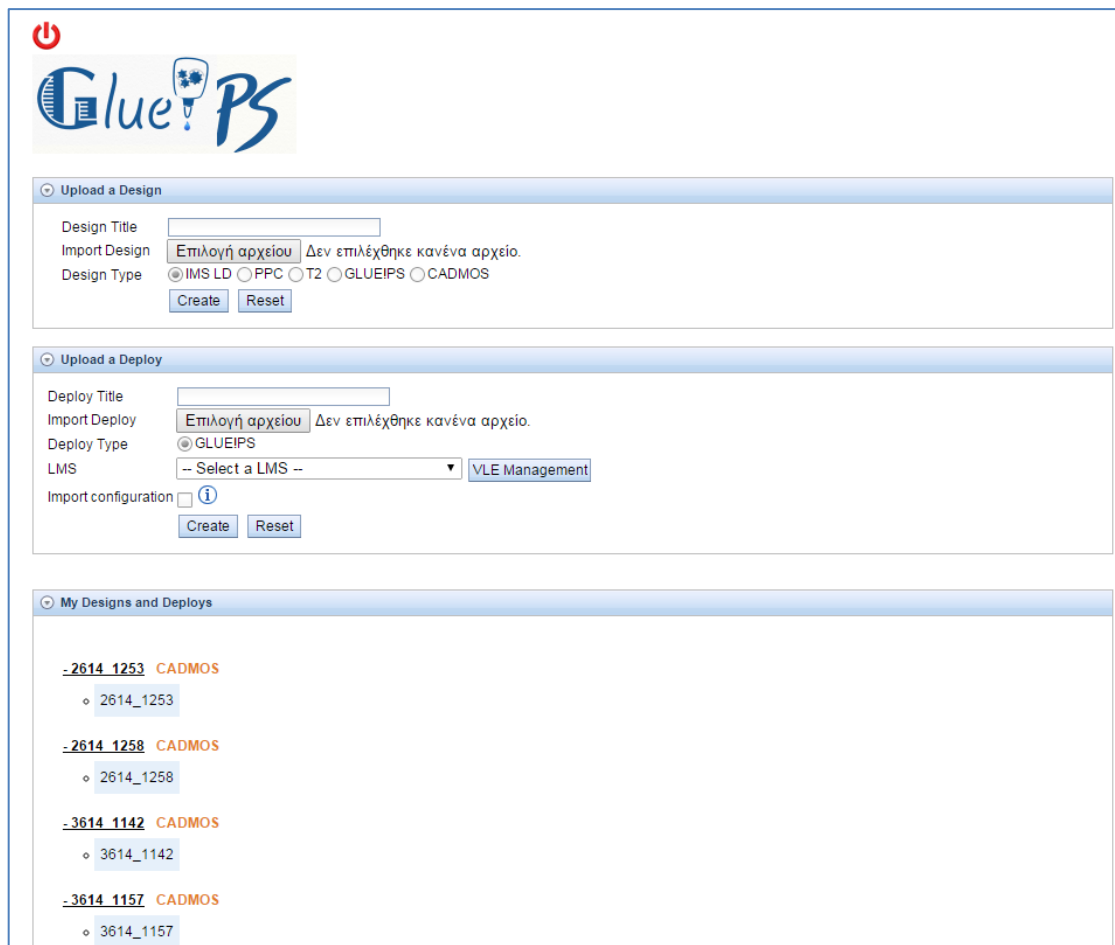 Glue!PS
Upload a Design
Design Title
Import Design Επιλογή αρχείου Δεν επιλέχθηκε κανένα αρχείο.
Design Type IMS LD PPC T2 GLUE!PS CADMOS
Create Reset
Upload a Deploy
Deploy Title
Import Deploy Επιλογή αρχείου Δεν επιλέχθηκε κανένα αρχείο.
Deploy Type GLUE!PS
LMS -- Select a LMS -- VLE Management
Import configuration i
Create Reset
My Designs and Deploys
- 2614_1253 CADMOS
2614_1253
- 2614_1258 CADMOS
2614_1258
- 3614_1142 CADMOS
3614_1142
- 3614_1157 CADMOS
3614_1157